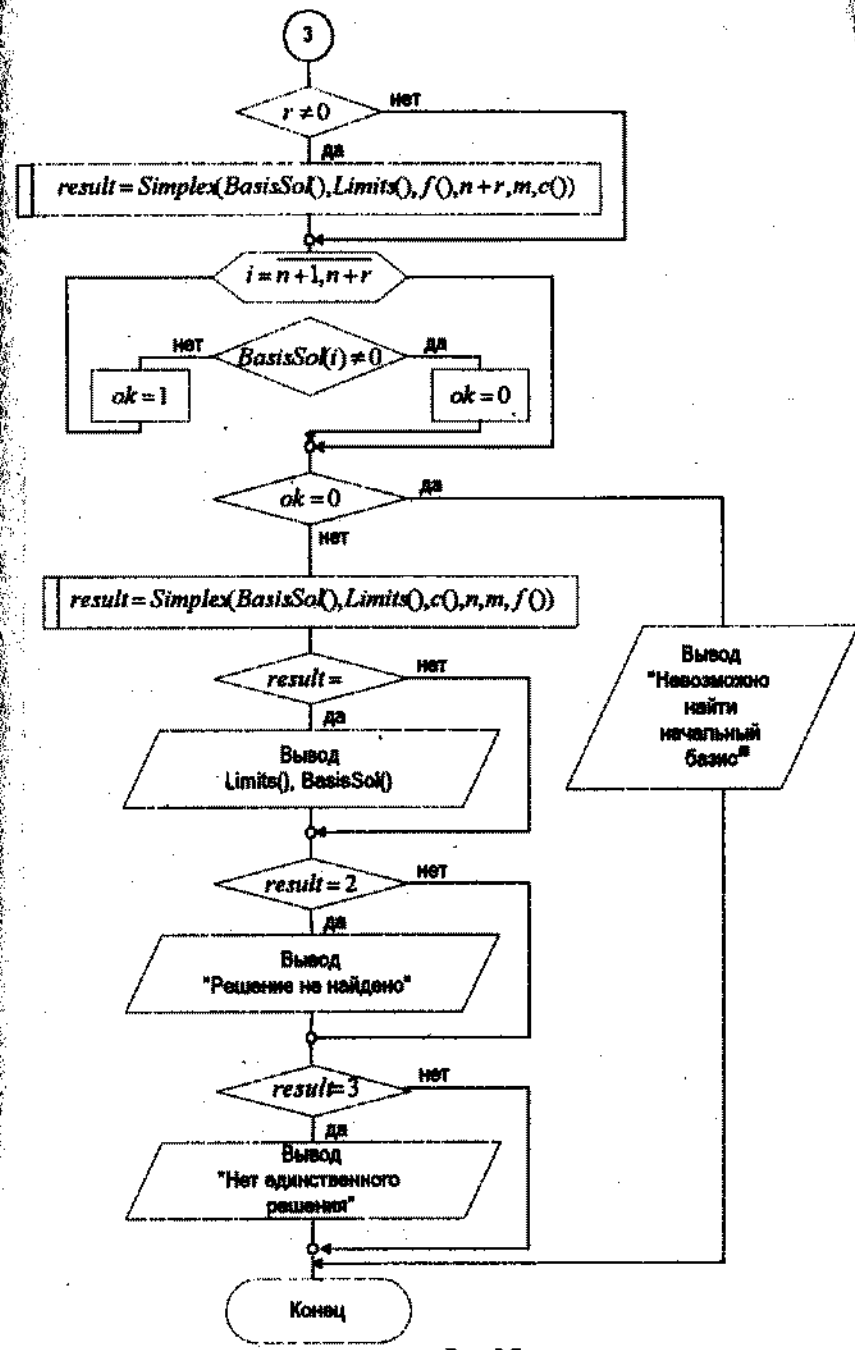 3
r ≠ 0
нет
да
result = Simplex(BasisSol(),Limits(),f(),n+r,m,c())
i = n+1,n+r
нет
BasisSol(i) ≠ 0
да
ok = 1
ok = 0
ok = 0
да
нет
result = Simplex(BasisSol(),Limits(),c(),n,m,f())
result =
нет
да
Вывод
"Невозможно
найти
начальный
базис"
Вывод
Limits(), BasisSol()
result = 2
нет
да
Вывод
"Решение не найдено"
result=3
нет
да
Вывод
"Нет единственного
решения"
Конец